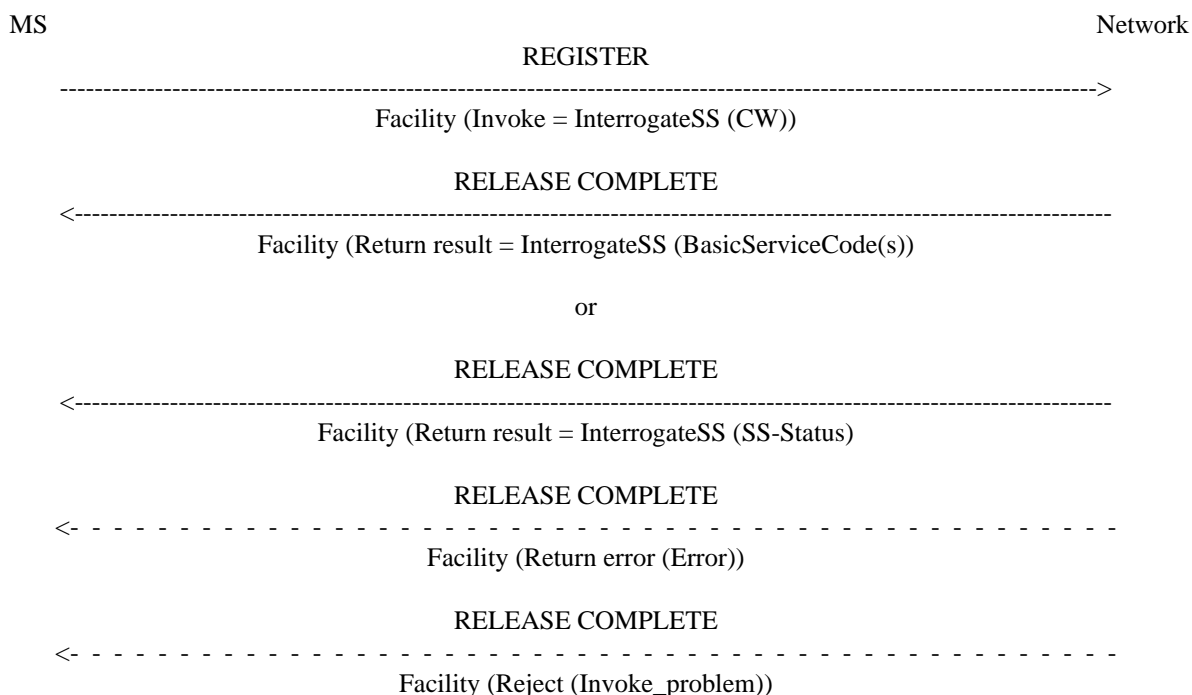 MS Network
REGISTER
------------------------------------------------------------------------------------------------------------------------>
Facility (Invoke = InterrogateSS (CW))
RELEASE COMPLETE
<------------------------------------------------------------------------------------------------------------------------
Facility (Return result = InterrogateSS (BasicServiceCode(s))
or
RELEASE COMPLETE
<------------------------------------------------------------------------------------------------------------------------
Facility (Return result = InterrogateSS (SS-Status)
RELEASE COMPLETE
<- - - - - - - - - - - - - - - - - - - - - - - - - - - - - - - - - - - - - - - - - - - - - - - -
Facility (Return error (Error))
RELEASE COMPLETE
<- - - - - - - - - - - - - - - - - - - - - - - - - - - - - - - - - - - - - - - - - - - - - - - -
Facility (Reject (Invoke_problem))